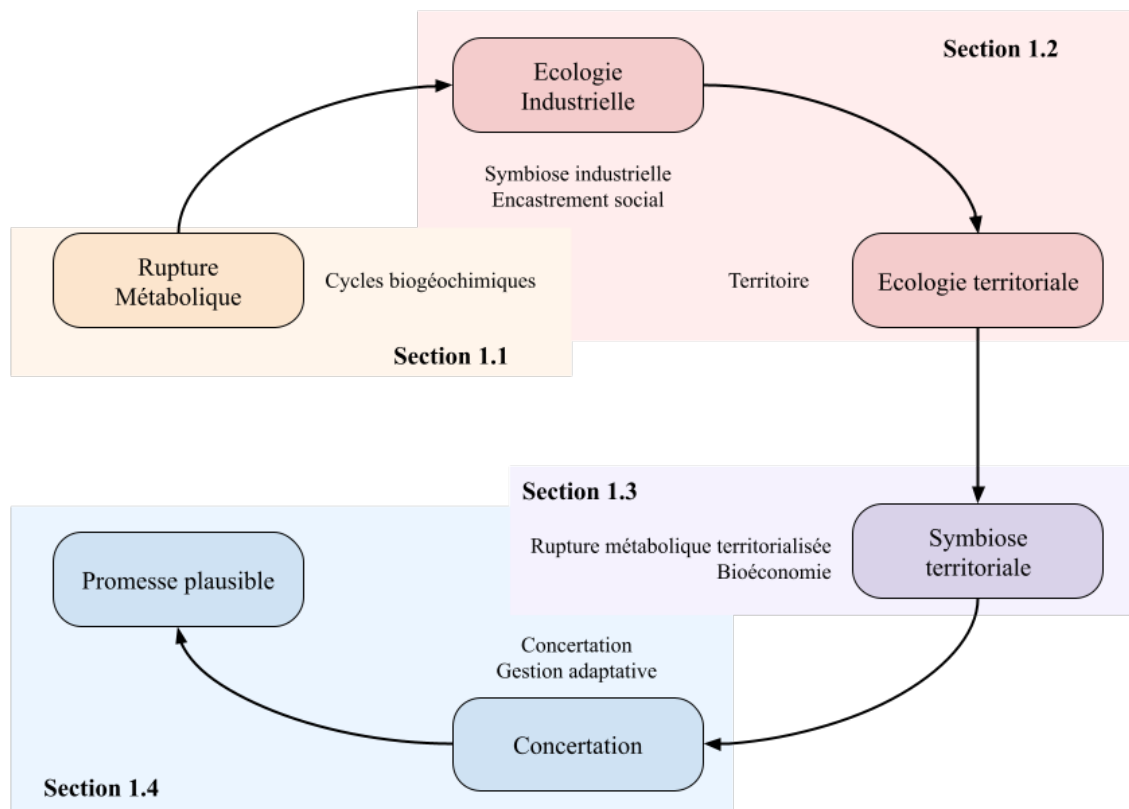 Section 1.2
Ecologie
Industrielle
Symbiose industrielle
Encastrement social
Rupture
Métabolique
Cycles biogéochimiques
Territoire
Ecologie territoriale
Section 1.1
Section 1.3
Rupture métabolique territorialisée
Bioéconomie
Symbiose
territoriale
Promesse plausible
Concertation
Gestion adaptative
Concertation
Section 1.4